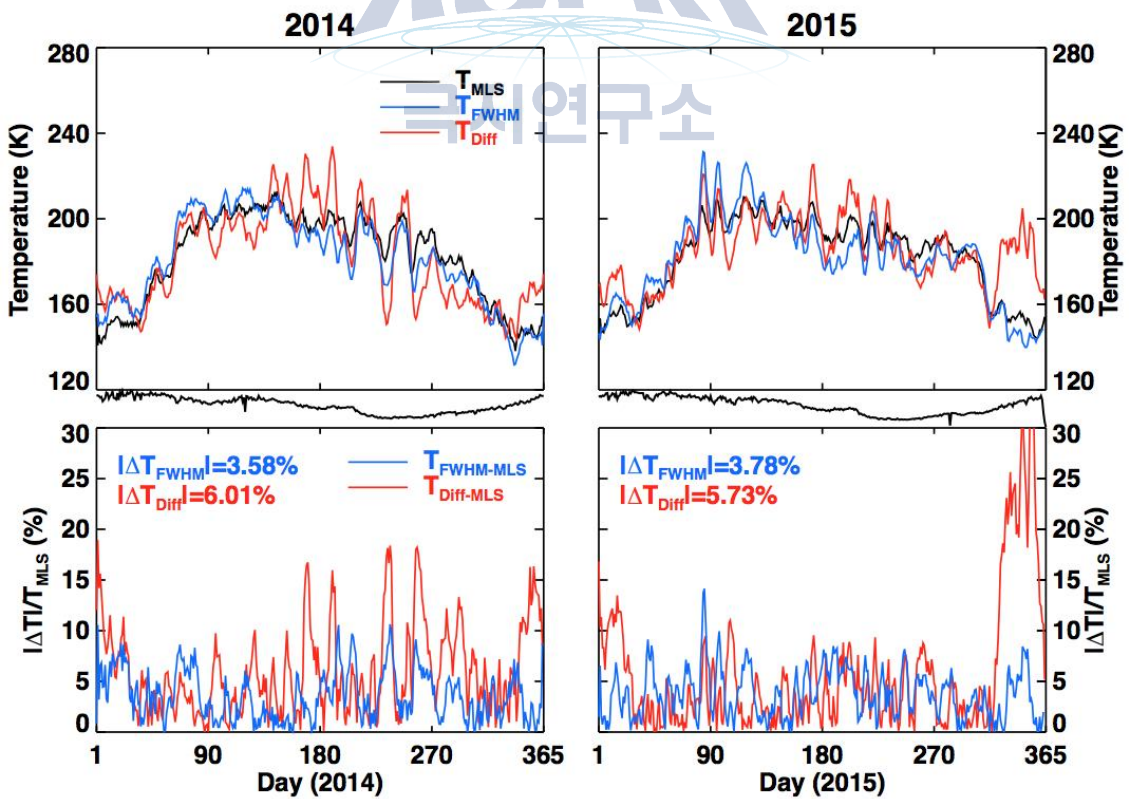 2014
2015
280
240
200
160
120
Temperature (K)
T_MLS
T_FWHM
T_Diff
280
240
200
160
120
Temperature (K)
극지연구소
30
25
20
15
10
5
0
|ΔT|/T_MLS (%)
|ΔT_FWHM|=3.58%
|ΔT_Diff|=6.01%
T_FWHM-MLS
T_Diff-MLS
|ΔT_FWHM|=3.78%
|ΔT_Diff|=5.73%
30
25
20
15
10
5
0
|ΔT|/T_MLS (%)
1 90 180 270 365
Day (2014)
1 90 180 270 365
Day (2015)